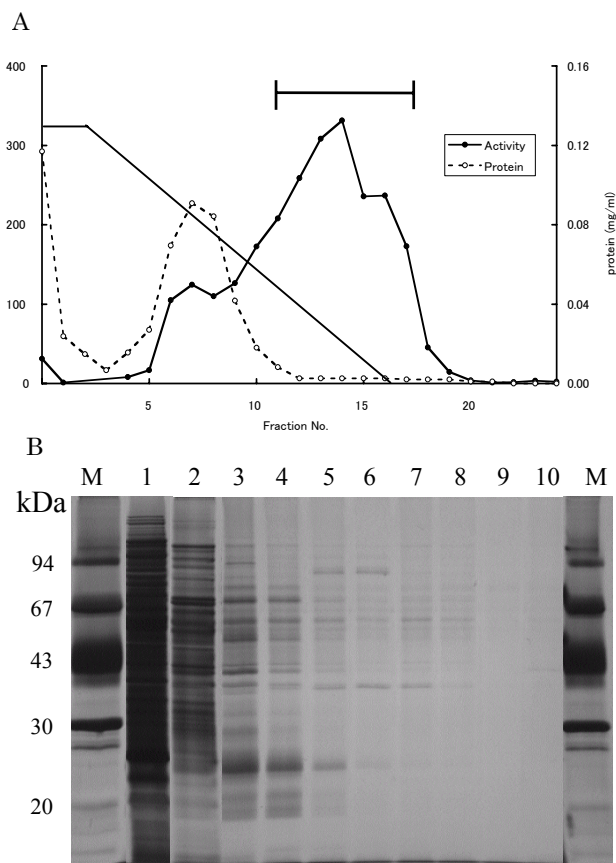 A
400
300
200
100
0
0.16
0.12
0.08
0.04
0.00
protein (mg/ml)
Activity
Protein
5
10
15
20
Fraction No.
B
M 1 2 3 4 5 6 7 8 9 10 M
kDa
94
67
43
30
20